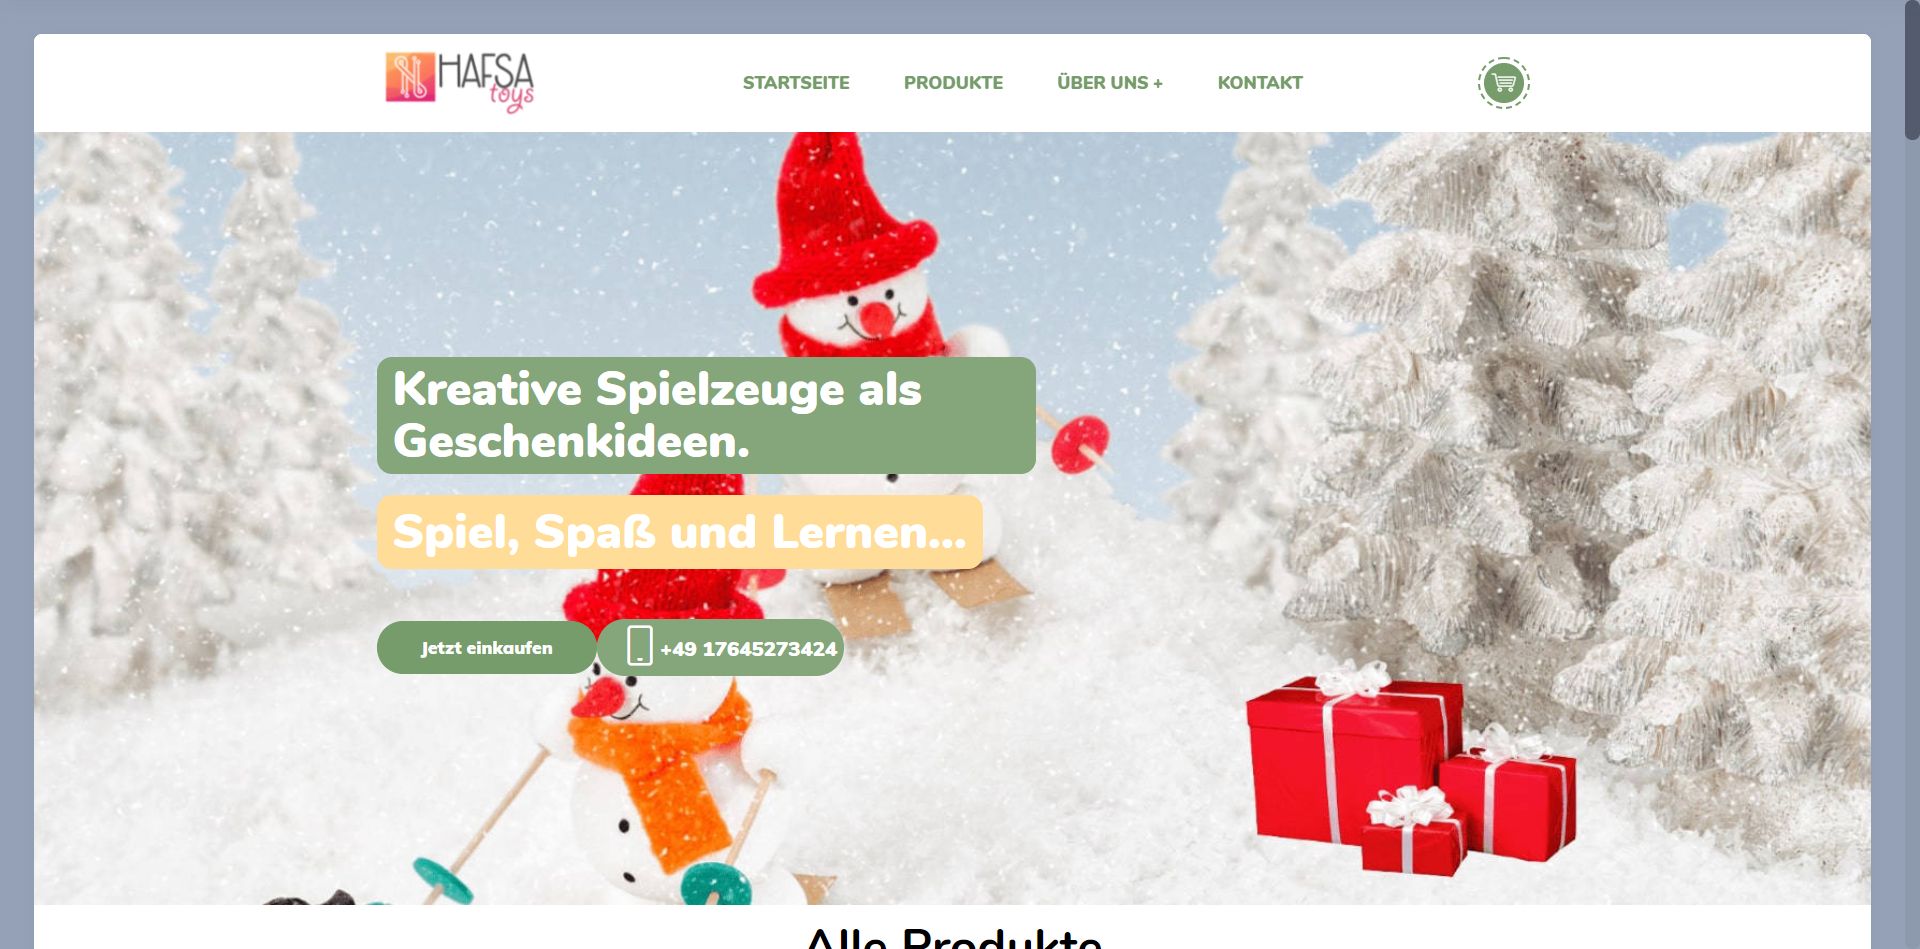 HAFSA
toys
STARTSEITE
PRODUKTE
ÜBER UNS +
KONTAKT
Kreative Spielzeuge als
Geschenkideen.
Spiel, Spaß und Lernen...
Jetzt einkaufen
+49 17645273424
Alle Produkte